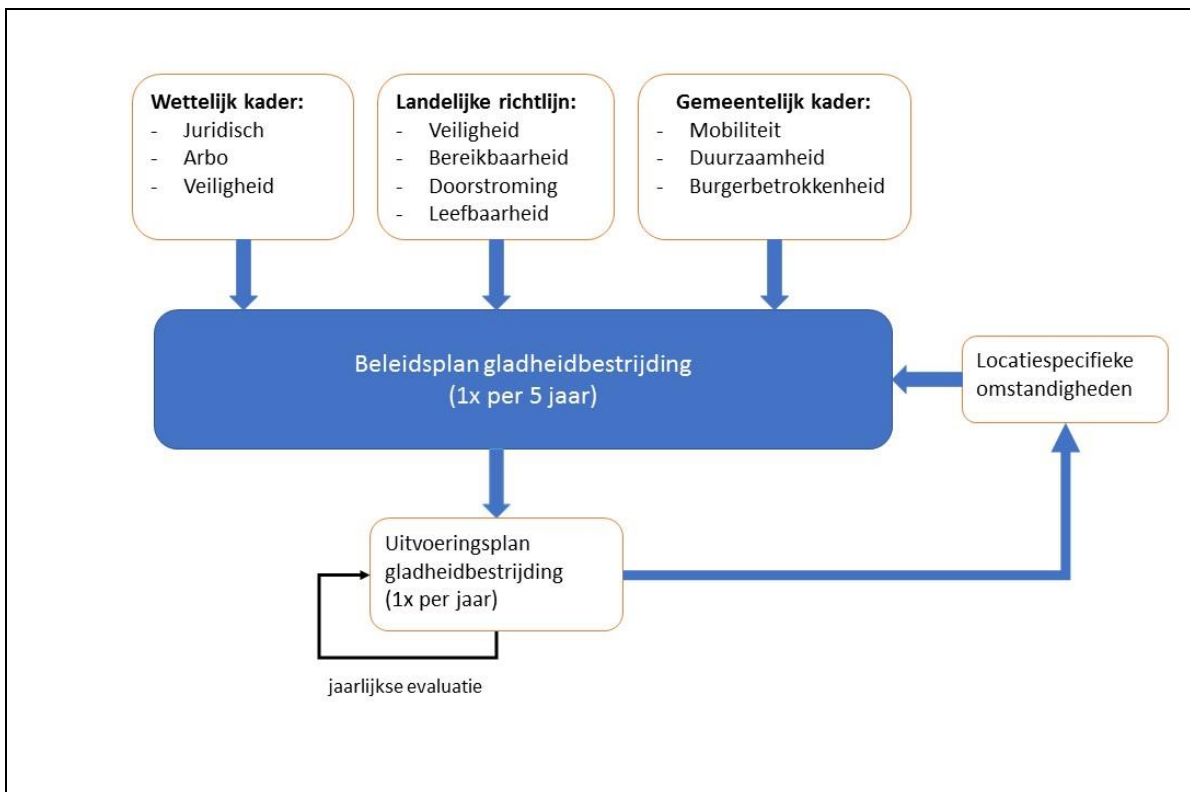 Wettelijk kader:
- Juridisch
- Arbo
- Veiligheid
Landelijke richtlijn:
- Veiligheid
- Bereikbaarheid
- Doorstroming
- Leefbaarheid
Gemeentelijk kader:
- Mobiliteit
- Duurzaamheid
- Burgerbetrokkenheid
Beleidsplan gladheidbestrijding
(1x per 5 jaar)
Locatiespecifieke
omstandigheden
Uitvoeringsplan
gladheidbestrijding
(1x per jaar)
jaarlijkse evaluatie